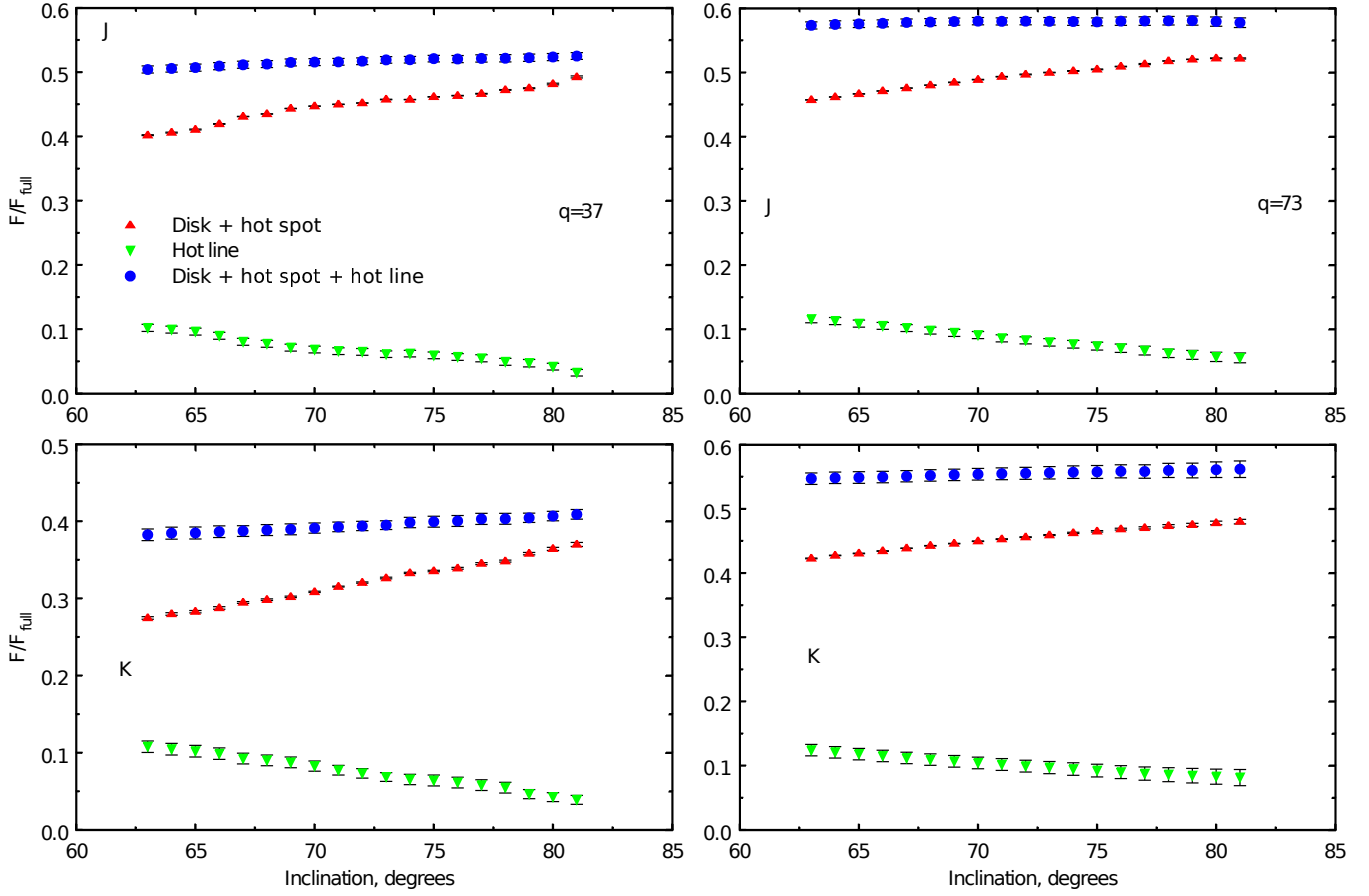 0.6
0.5
0.4
0.3
0.2
0.1
0.0
F/F_full
J
q=37
Disk + hot spot
Hot line
Disk + hot spot + hot line
60 65 70 75 80 85
0.6
0.5
0.4
0.3
0.2
0.1
0.0
J
q=73
60 65 70 75 80 85
0.5
0.4
0.3
0.2
0.1
0.0
F/F_full
K
60 65 70 75 80 85
Inclination, degrees
0.6
0.5
0.4
0.3
0.2
0.1
0.0
K
60 65 70 75 80 85
Inclination, degrees